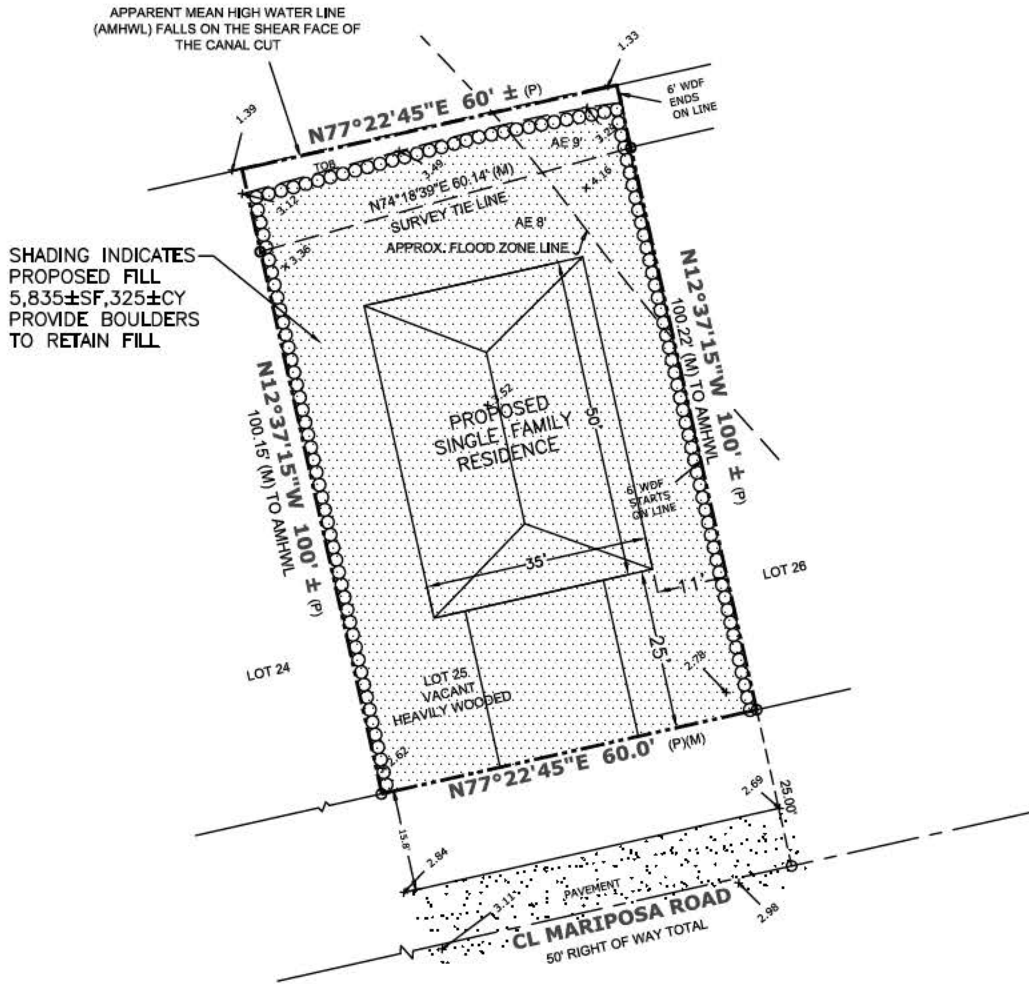 APPARENT MEAN HIGH WATER LINE
(AMHWL) FALLS ON THE SHEAR FACE OF
THE CANAL CUT
1.33
6' WDF
ENDS
ON LINE
1.39
N77°22'45"E 60' ± (P)
TOB
AE 9'
3.25
3.49
N74°18'39"E 60.14' (M)
4.16
3.12
SURVEY TIE LINE
AE 8'
3.36
APPROX. FLOOD ZONE LINE
SHADING INDICATES
PROPOSED FILL
5,835±SF,325±CY
PROVIDE BOULDERS
TO RETAIN FILL
N12°37'15"W 100' ± (P)
100.22' (M) TO AMHWL
N12°37'15"W 100' ± (P)
100.15' (M) TO AMHWL
PROPOSED
SINGLE FAMILY
RESIDENCE
50'
6' WDF
STARTS
ON LINE
35'
11'
LOT 26
25'
2.78
LOT 24
LOT 25
VACANT
HEAVILY WOODED
2.62
N77°22'45"E 60.0' (P)(M)
2.69
25.00'
15.8'
2.84
PAVEMENT
3.11
CL MARIPOSA ROAD
2.98
50' RIGHT OF WAY TOTAL